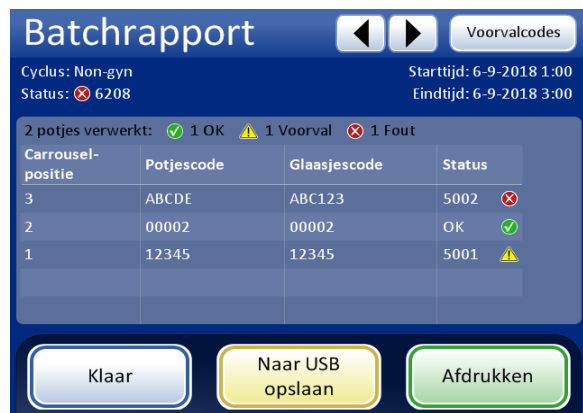 Batchrapport
Voorvalcodes
Cyclus: Non-gyn
Starttijd: 6-9-2018 1:00
Status: 6208
Eindtijd: 6-9-2018 3:00
2 potjes verwerkt: 1 OK 1 Voorval 1 Fout
Carrousel-
positie
Potjescode
Glaasjescode
Status
3 ABCDE ABC123 5002
2 00002 00002 OK
1 12345 12345 5001
Klaar
Naar USB
opslaan
Afdrukken